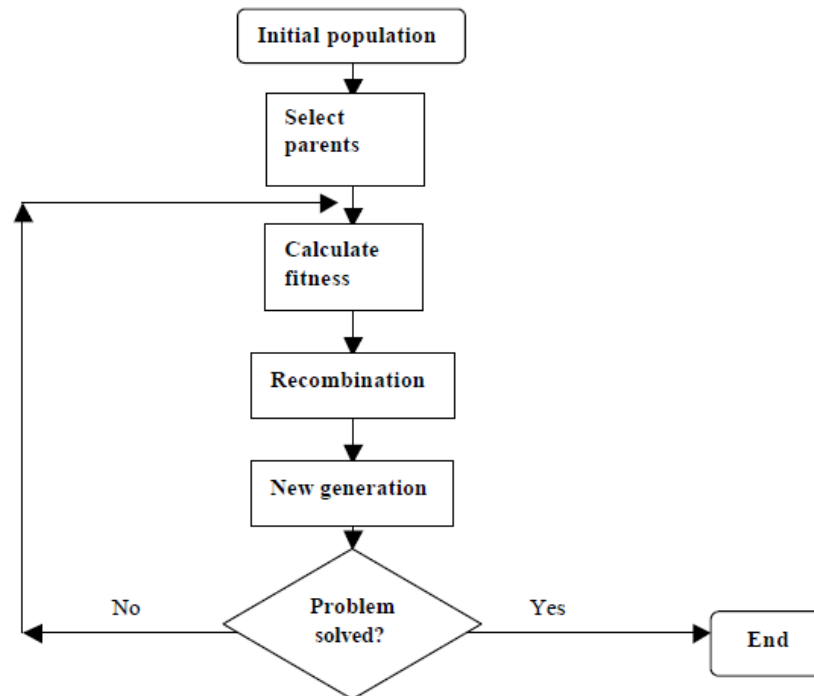 Initial population
Select
parents
Calculate
fitness
Recombination
New generation
No
Problem
solved?
Yes
End